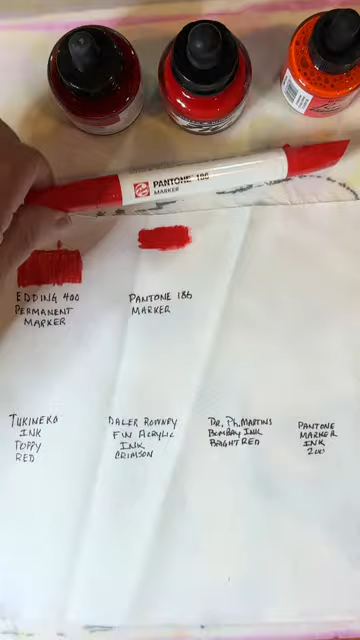 PANTONE 186
MARKER
EDDING 400
PERMANENT
MARKER
PANTONE 186
MARKER
TUKINEKO
INK
POPPY
RED
DALER ROWNEY
FW ACRYLIC
INK
CRIMSON
DR. Ph. MARTINS
BOMBAY INK
BRIGHT RED
PANTONE
MARKER
INK
200